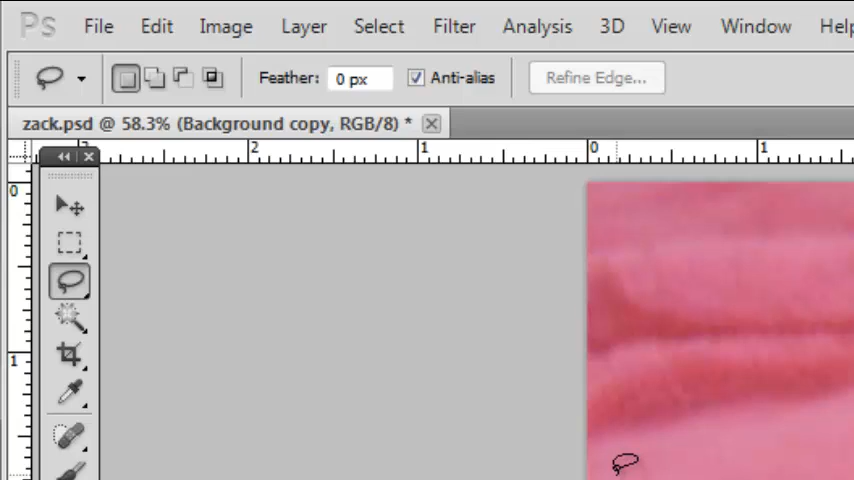 Ps File Edit Image Layer Select Filter Analysis 3D View Window Help
Feather: 0 px Anti-alias Refine Edge...
zack.psd @ 58.3% (Background copy, RGB/8) *
2 1 0 1
0
1